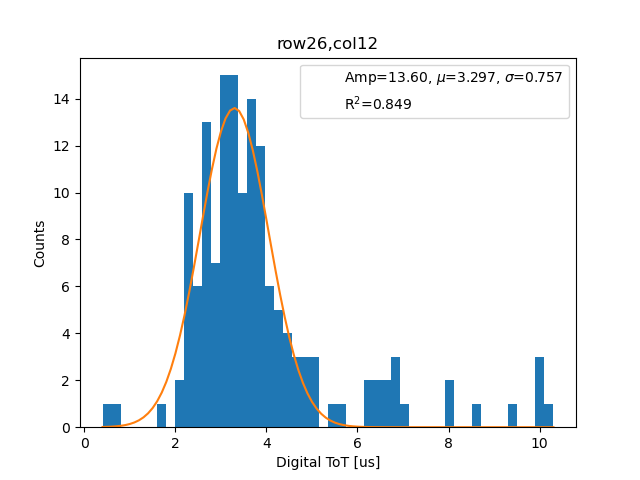 row26,col12
Amp=13.60, μ=3.297, σ=0.757
R²=0.849
Counts
14
12
10
8
6
4
2
0
0 2 4 6 8 10
Digital ToT [us]